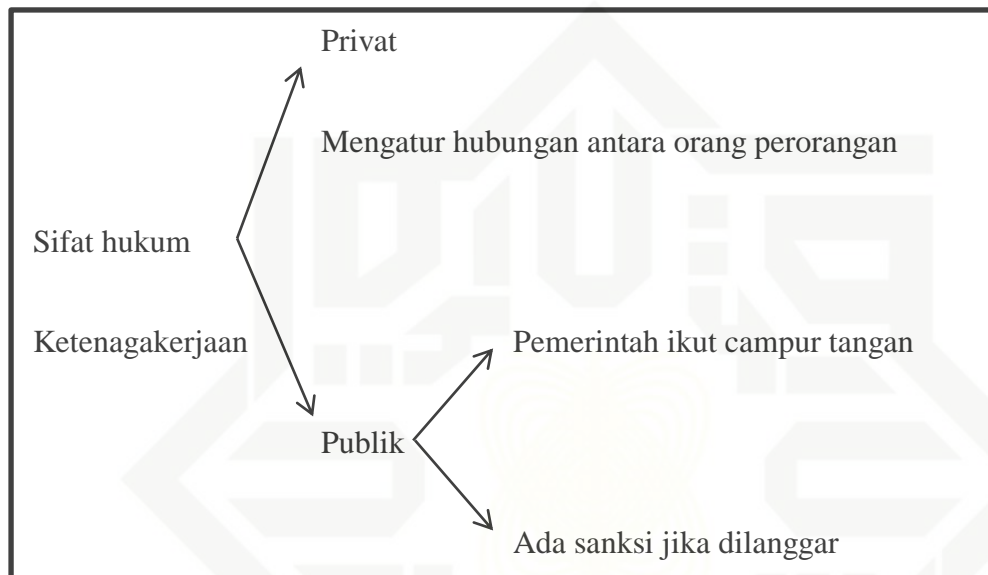 Privat
Mengatur hubungan antara orang perorangan
Sifat hukum
Ketenagakerjaan
Pemerintah ikut campur tangan
Publik
Ada sanksi jika dilanggar